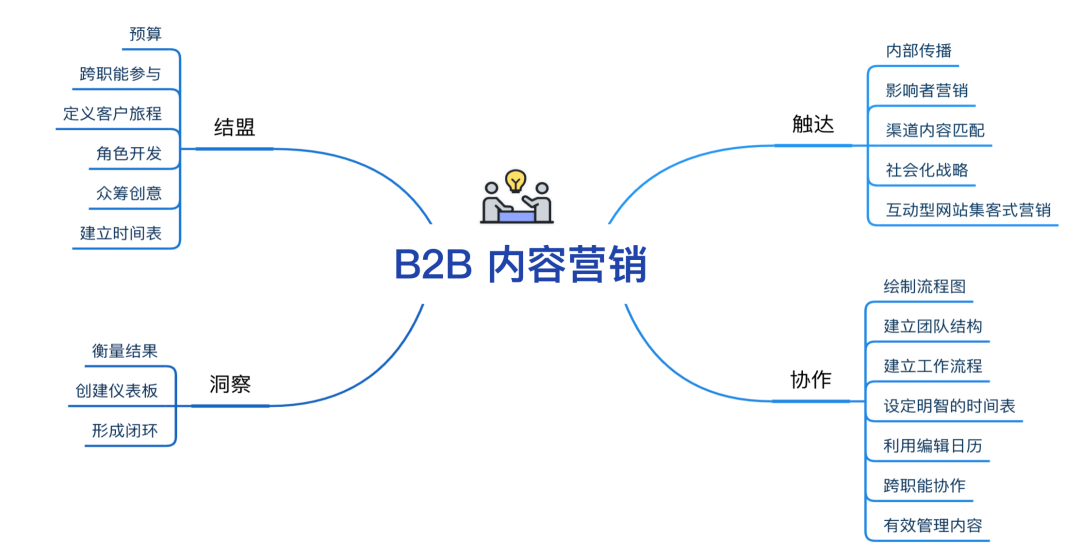 B2B 内容营销
结盟
预算
跨职能参与
定义客户旅程
角色开发
众筹创意
建立时间表
触达
内部传播
影响者营销
渠道内容匹配
社会化战略
互动型网站集客式营销
协作
绘制流程图
建立团队结构
建立工作流程
设定明智的时间表
利用编辑日历
跨职能协作
有效管理内容
洞察
衡量结果
创建仪表板
形成闭环